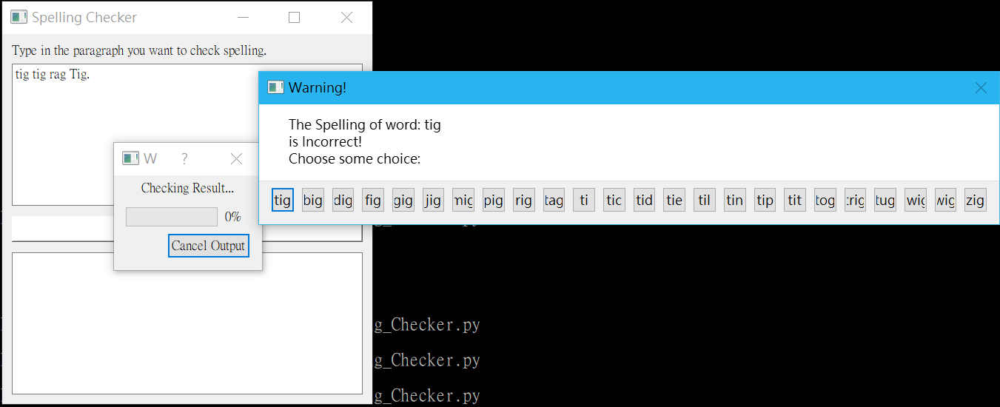 Spelling Checker
Type in the paragraph you want to check spelling.
tig tig rag Tig.
Warning!
The Spelling of word: tig
is Incorrect!
Choose some choice:
tig big dig fig gig jig mig pig rig tag ti tic tid tie til tin tip tit tog trig tug wig zig
W ?
Checking Result...
0%
Cancel Output
g_Checker.py
g_Checker.py
g_Checker.py